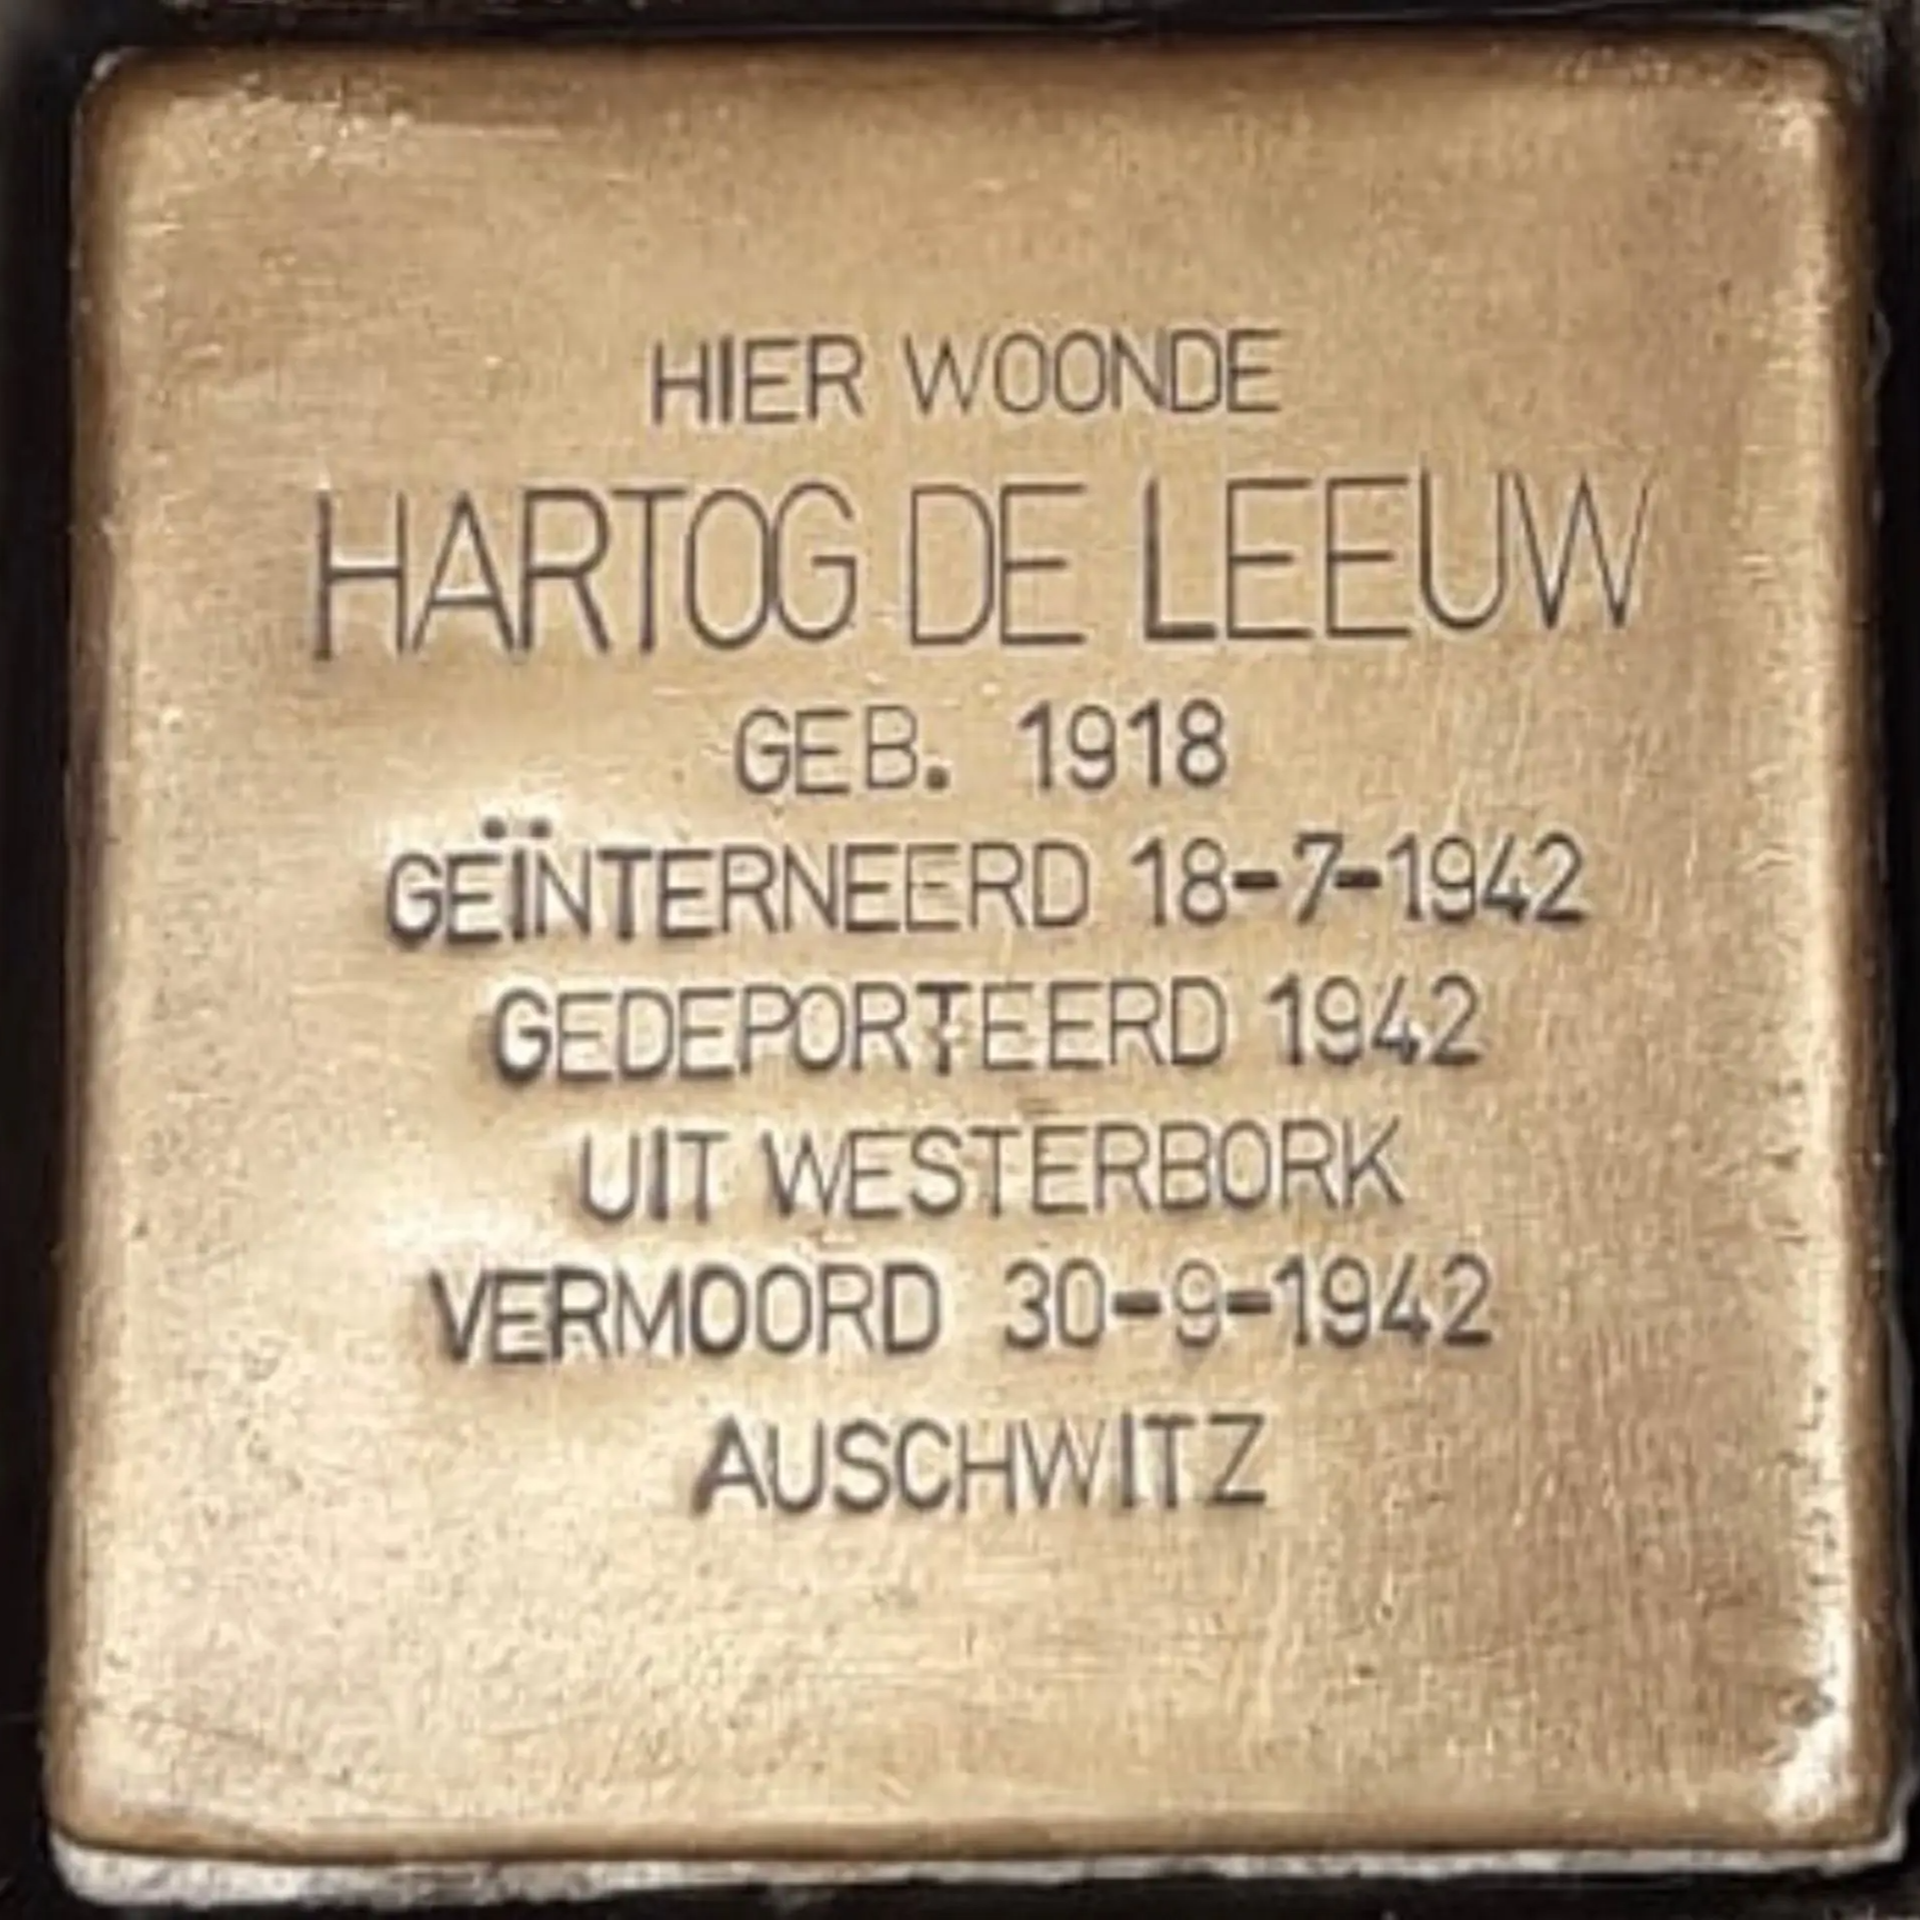 HIER WOONDE
HARTOG DE LEEUW
GEB. 1918
GEÏNTERNEERD 18-7-1942
GEDEPORTEERD 1942
UIT WESTERBORK
VERMOORD 30-9-1942
AUSCHWITZ